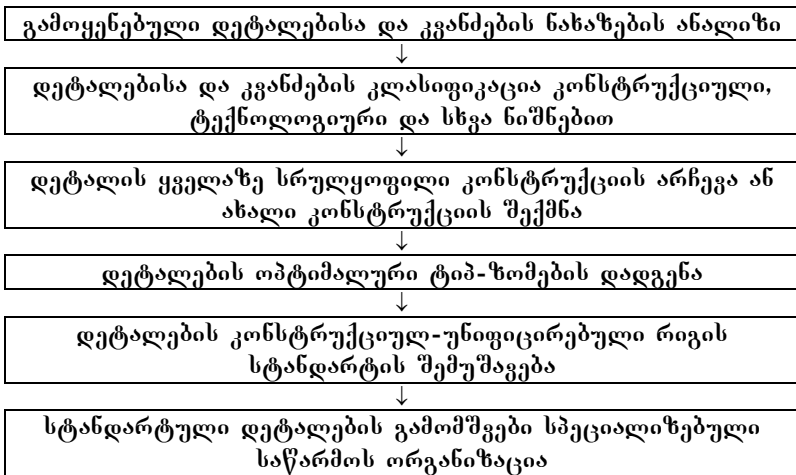 გამოყენებული დეტალებისა და კვანძების ნახაზების ანალიზი
↓
დეტალებისა და კვანძების კლასიფიკაცია კონსტრუქციული,
ტექნოლოგიური და სხვა ნიშნებით
↓
დეტალის ყველაზე სრულყოფილი კონსტრუქციის არჩევა ან
ახალი კონსტრუქციის შექმნა
↓
დეტალების ოპტიმალური ტიპ-ზომების დადგენა
↓
დეტალების კონსტრუქციულ-უნიფიცირებული რიგის
სტანდარტის შემუშავება
↓
სტანდარტული დეტალების გამომშვები სპეციალიზებული
საწარმოს ორგანიზაცია